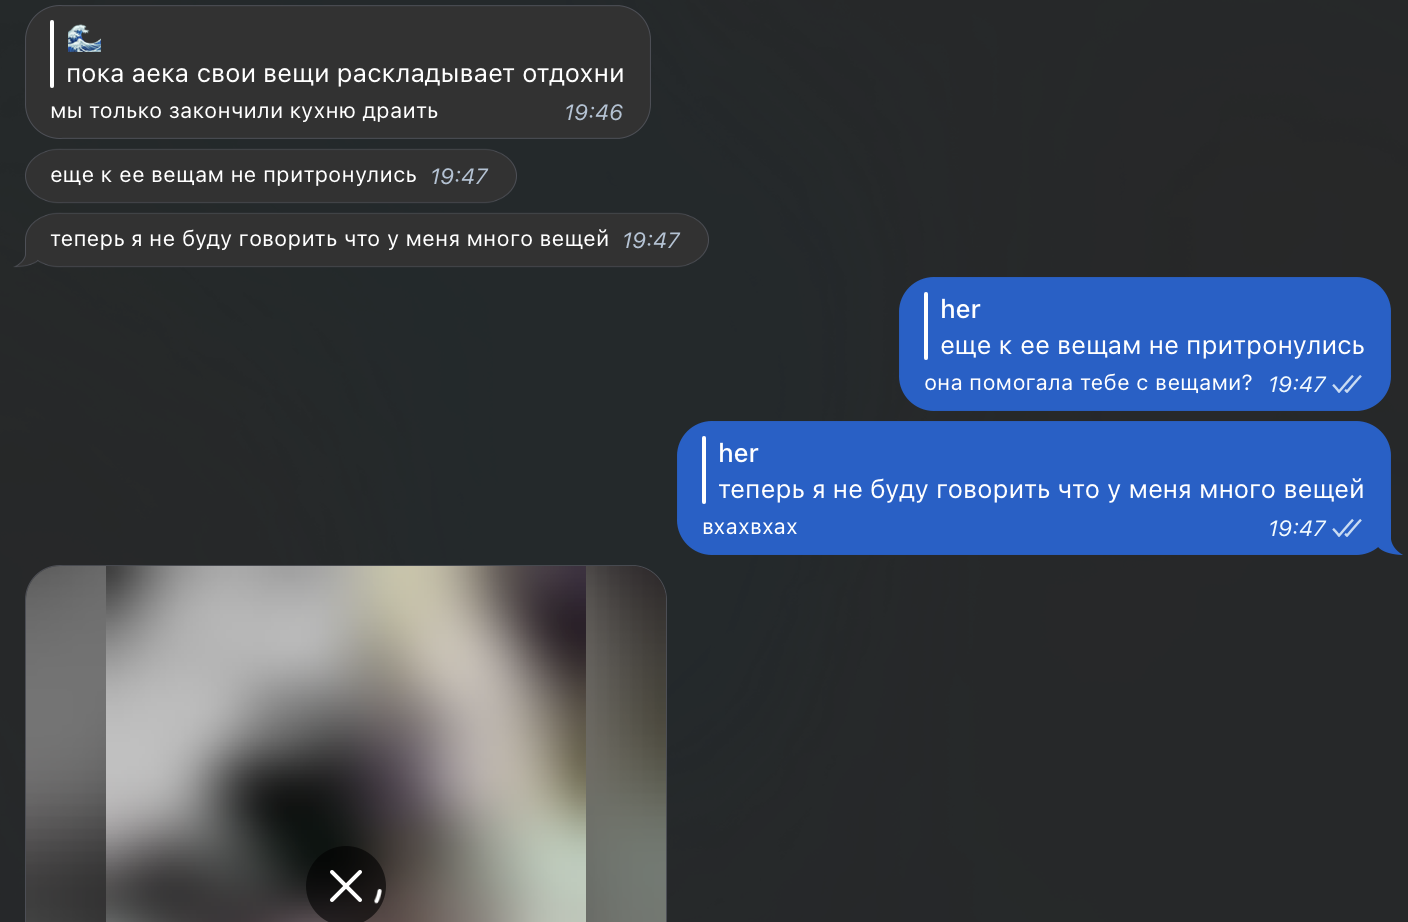 🌊
пока аека свои вещи раскладывает отдохни
мы только закончили кухню драить 19:46
еще к ее вещам не притронулись 19:47
теперь я не буду говорить что у меня много вещей 19:47
her
еще к ее вещам не притронулись
она помогала тебе с вещами? 19:47
her
теперь я не буду говорить что у меня много вещей
вхахвхах 19:47